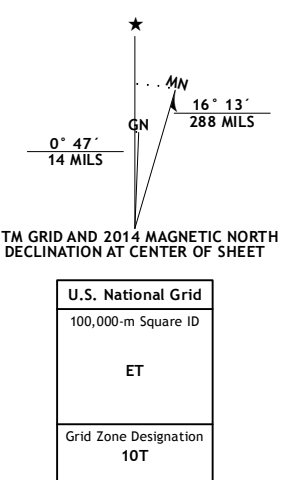 ★
MN
16° 13´
288 MILS
GN
0° 47´
14 MILS
TM GRID AND 2014 MAGNETIC NORTH
DECLINATION AT CENTER OF SHEET
U.S. National Grid
100,000-m Square ID
ET
Grid Zone Designation
10T